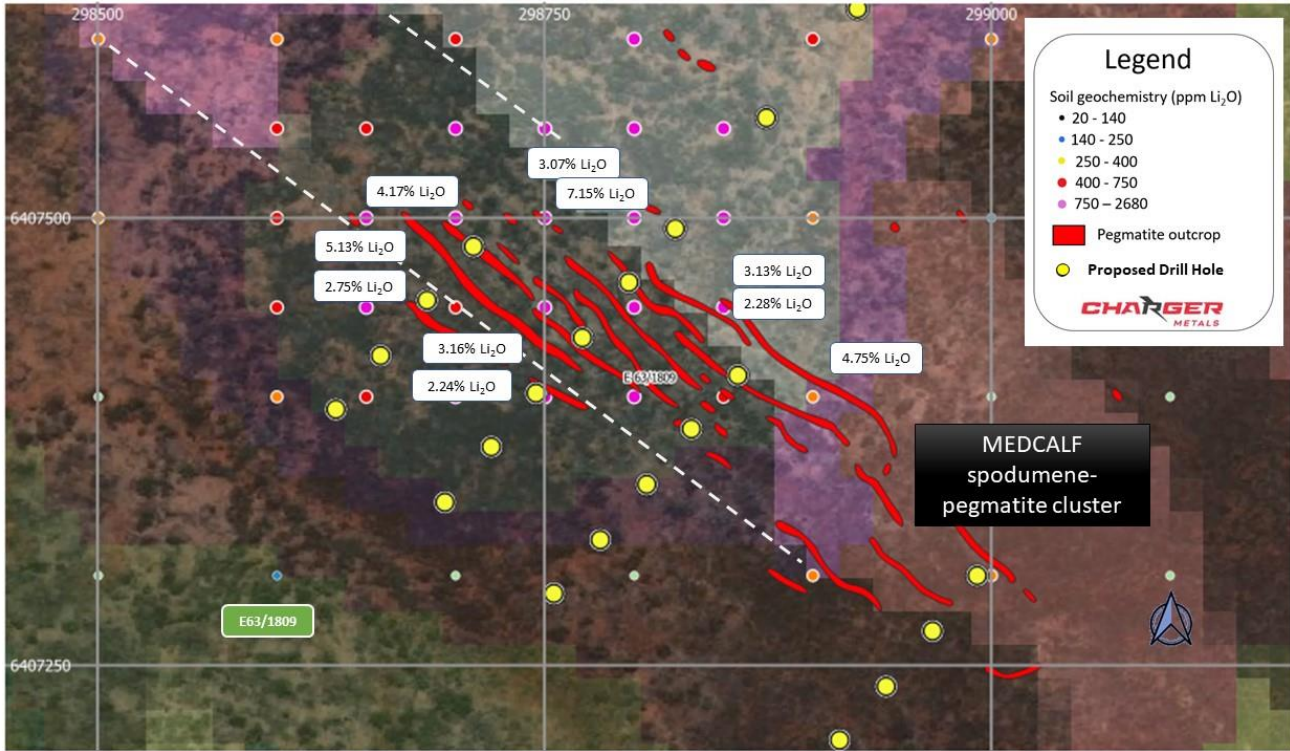 298500
298750
299000
Legend
Soil geochemistry (ppm Li₂O)
20 - 140
140 - 250
250 - 400
400 - 750
750 – 2680
Pegmatite outcrop
Proposed Drill Hole
CHARGER
METALS
3.07% Li₂O
4.17% Li₂O
7.15% Li₂O
6407500
5.13% Li₂O
2.75% Li₂O
3.13% Li₂O
2.28% Li₂O
3.16% Li₂O
4.75% Li₂O
2.24% Li₂O
E 63/1809
MEDCALF
spodumene-
pegmatite cluster
E63/1809
6407250